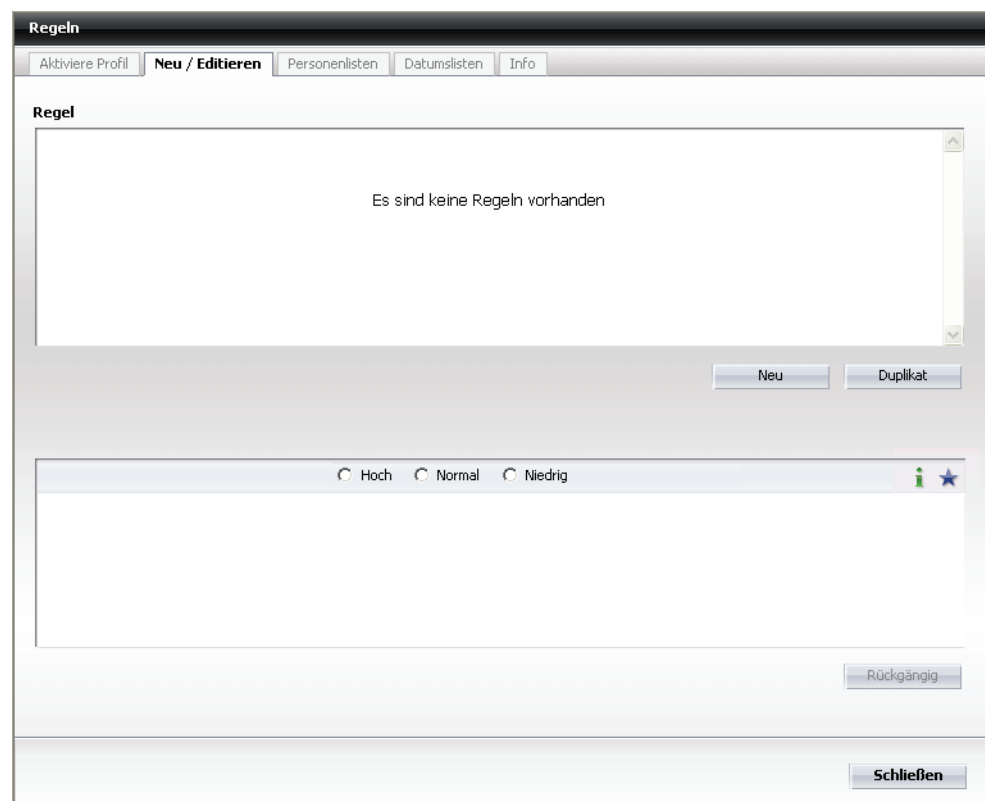 Regeln
Aktiviere Profil Neu / Editieren Personenlisten Datumslisten Info
Regel
Es sind keine Regeln vorhanden
Neu Duplikat
Hoch Normal Niedrig
Rückgängig
Schließen